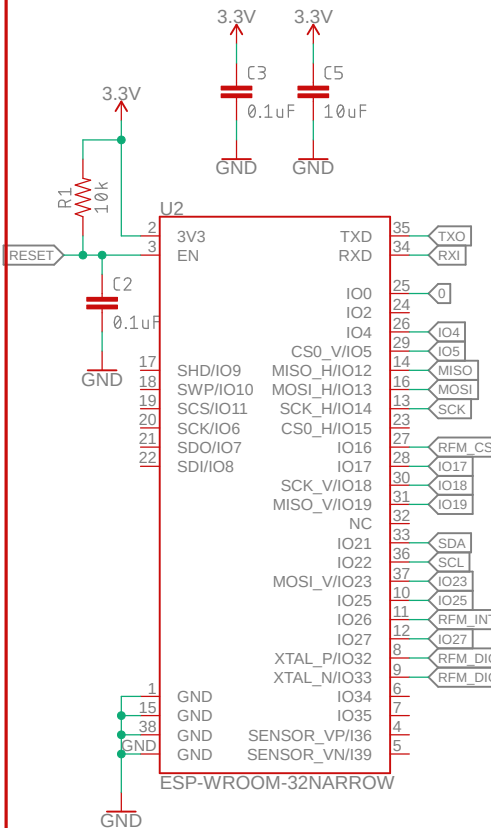 3.3V
3.3V
C3
0.1uF
C5
10uF
GND
GND
3.3V
R1
10k
RESET
C2
0.1uF
GND
U2
2 3V3
3 EN
17 SHD/IO9
18 SWP/IO10
19 SCS/IO11
20 SCK/IO6
21 SDO/IO7
22 SDI/IO8
1 GND
15 GND
38 GND
GND GND
TXD 35 TXO
RXD 34 RXI
IO0 25 0
IO2 24
IO4 26 IO4
CS0_V/IO5 29 IO5
MISO_H/IO12 14 MISO
MOSI_H/IO13 16 MOSI
SCK_H/IO14 13 SCK
CS0_H/IO15 23
IO16 27 RFM_CS
IO17 28 IO17
SCK_V/IO18 30 IO18
MISO_V/IO19 31 IO19
NC 32
IO21 33 SDA
IO22 36 SCL
MOSI_V/IO23 37 IO23
IO25 10 IO25
IO26 11 RFM_INT
IO27 12 IO27
XTAL_P/IO32 8 RFM_DIO
XTAL_N/IO33 9 RFM_DIO
IO34 6
IO35 7
SENSOR_VP/I36 4
SENSOR_VN/I39 5
ESP-WROOM-32NARROW
GND